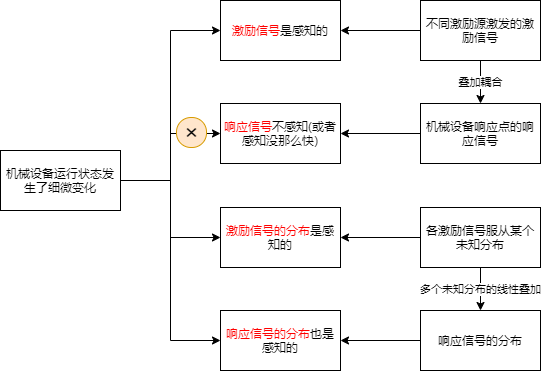 激励信号是感知的
不同激励源激发的激
励信号
叠加耦合
响应信号不感知(或者
感知没那么快)
机械设备响应点的响
应信号
机械设备运行状态发
生了细微变化
激励信号的分布是感
知的
各激励信号服从某个
未知分布
多个未知分布的线性叠加
响应信号的分布也是
感知的
响应信号的分布